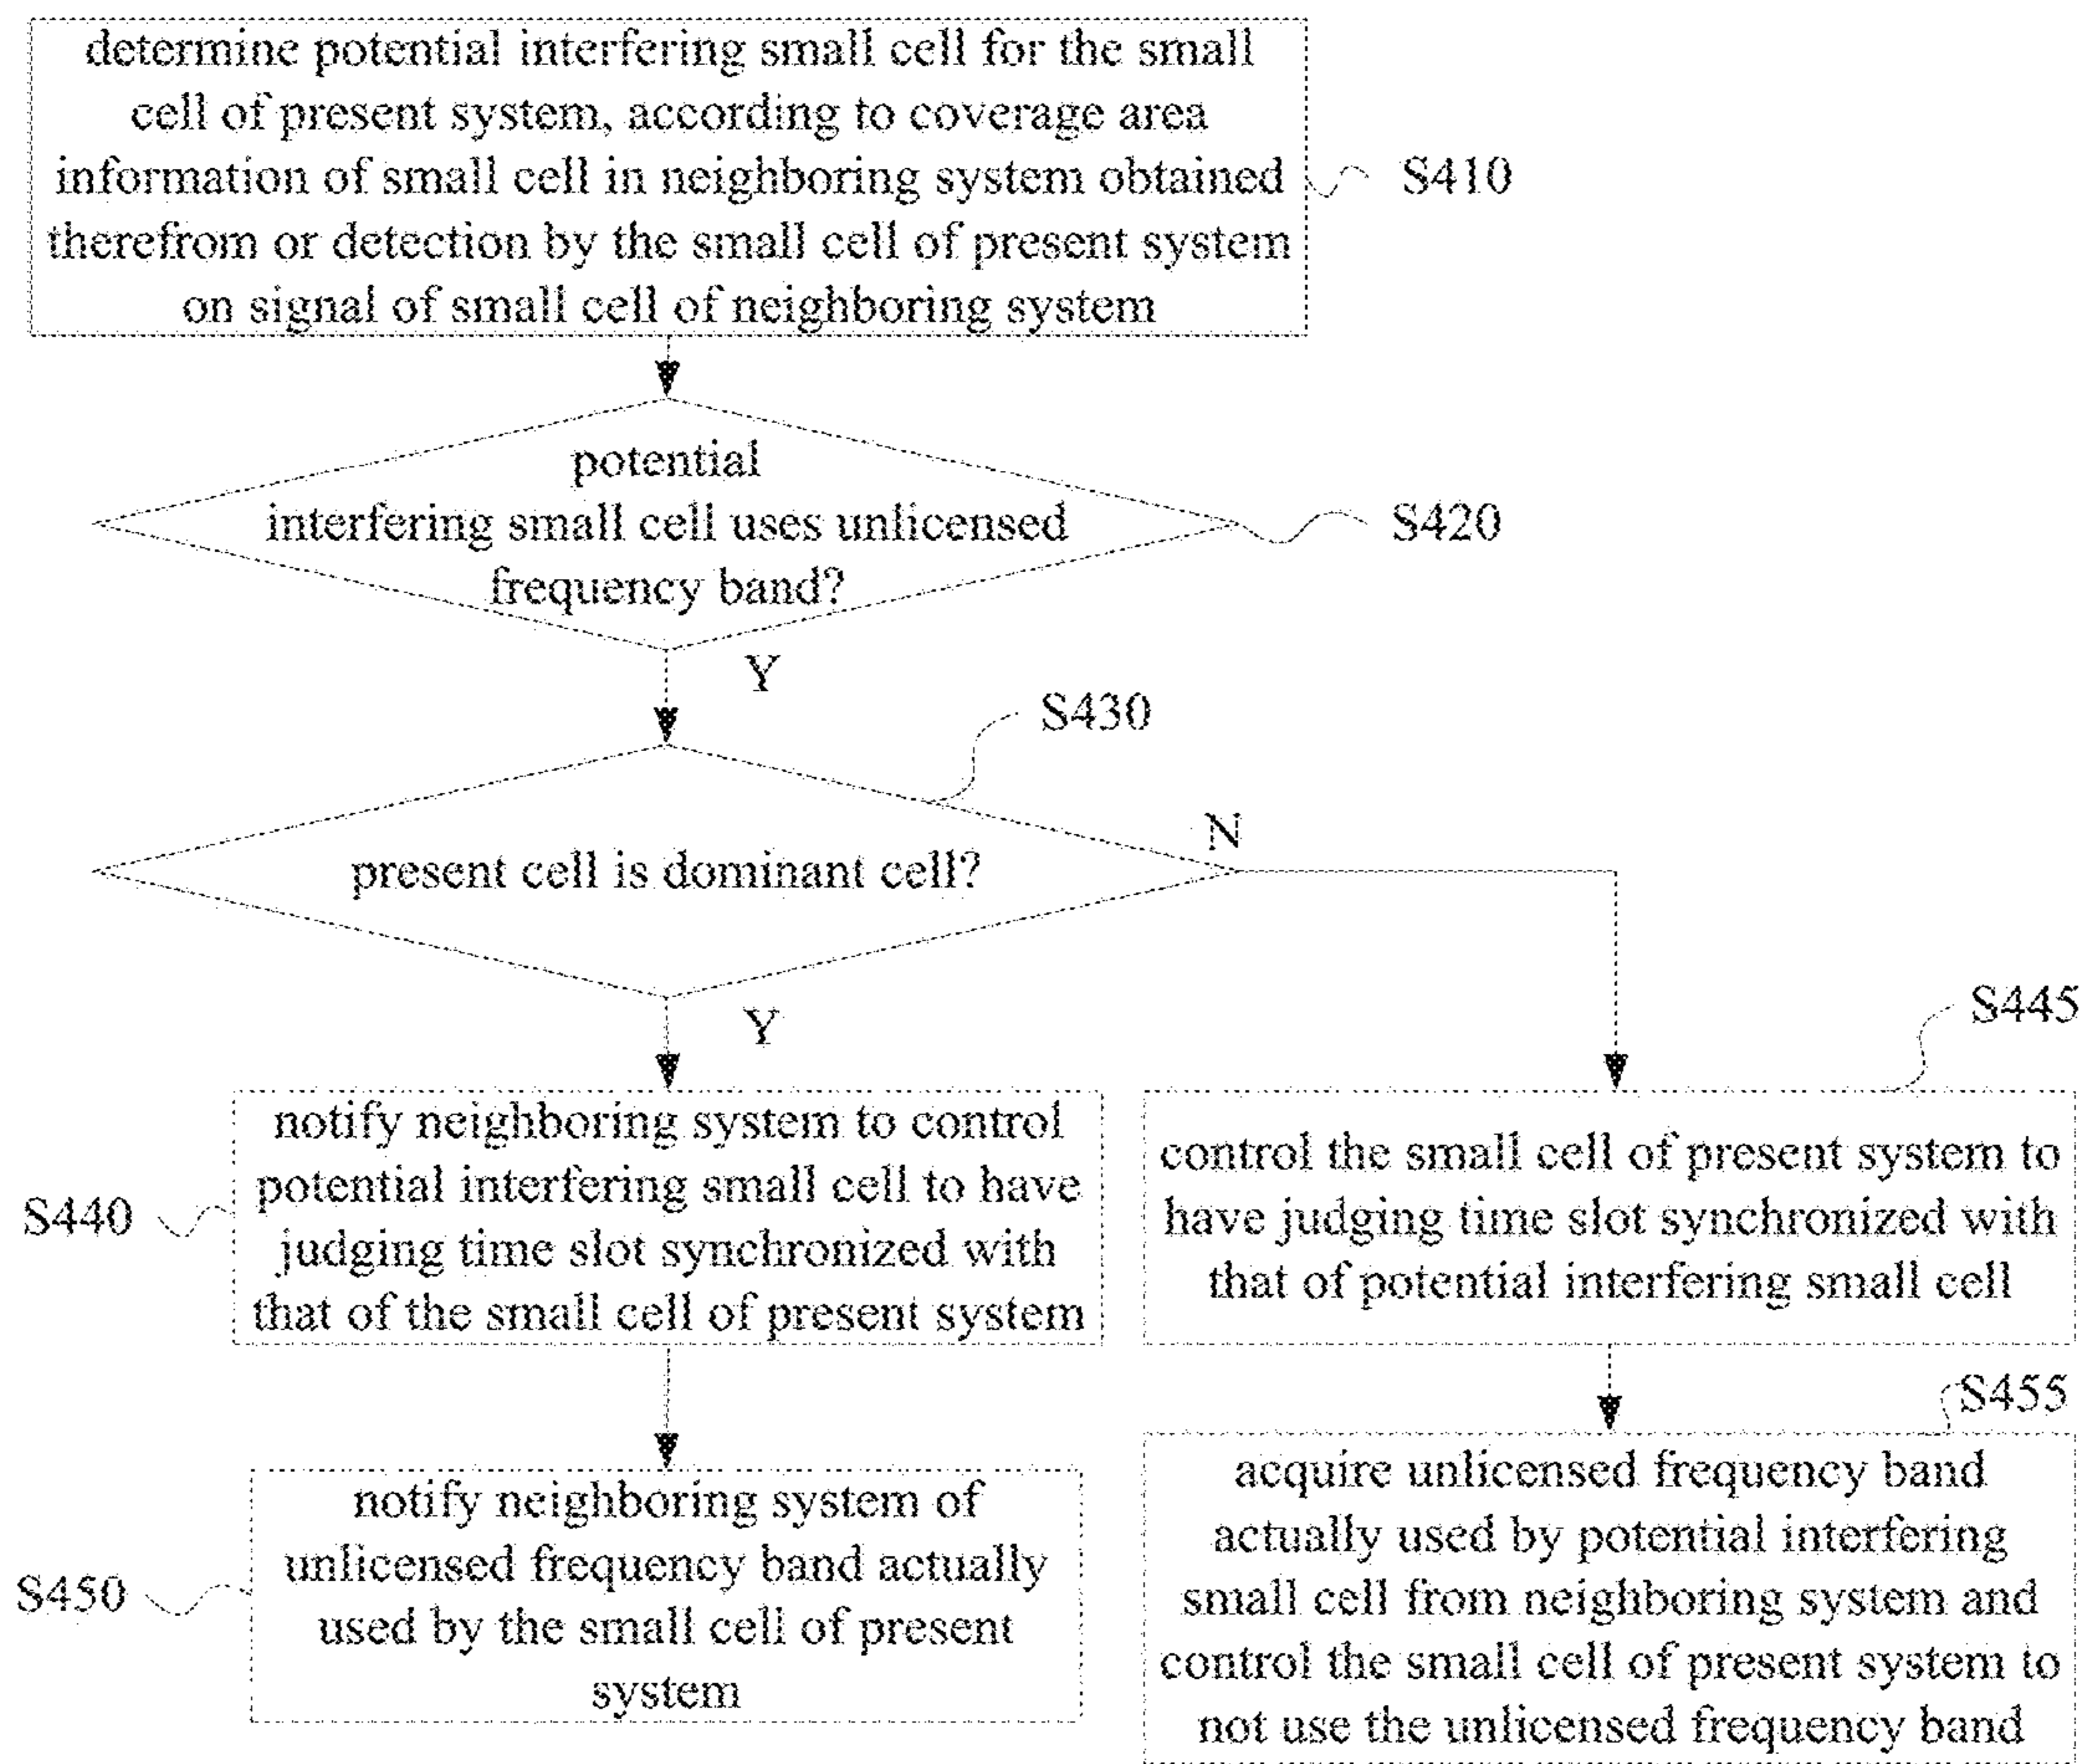 determine potential interfering small cell for the small
cell of present system, according to coverage area
information of small cell in neighboring system obtained
therefrom or detection by the small cell of present system
on signal of small cell of neighboring system
S410
potential
interfering small cell uses unlicensed
frequency band?
S420
Y
S430
present cell is dominant cell?
N
Y
S445
notify neighboring system to control
potential interfering small cell to have
judging time slot synchronized with
that of the small cell of present system
S440
control the small cell of present system to
have judging time slot synchronized with
that of potential interfering small cell
S455
notify neighboring system of
unlicensed frequency band actually
used by the small cell of present
system
S450
acquire unlicensed frequency band
actually used by potential interfering
small cell from neighboring system and
control the small cell of present system to
not use the unlicensed frequency band